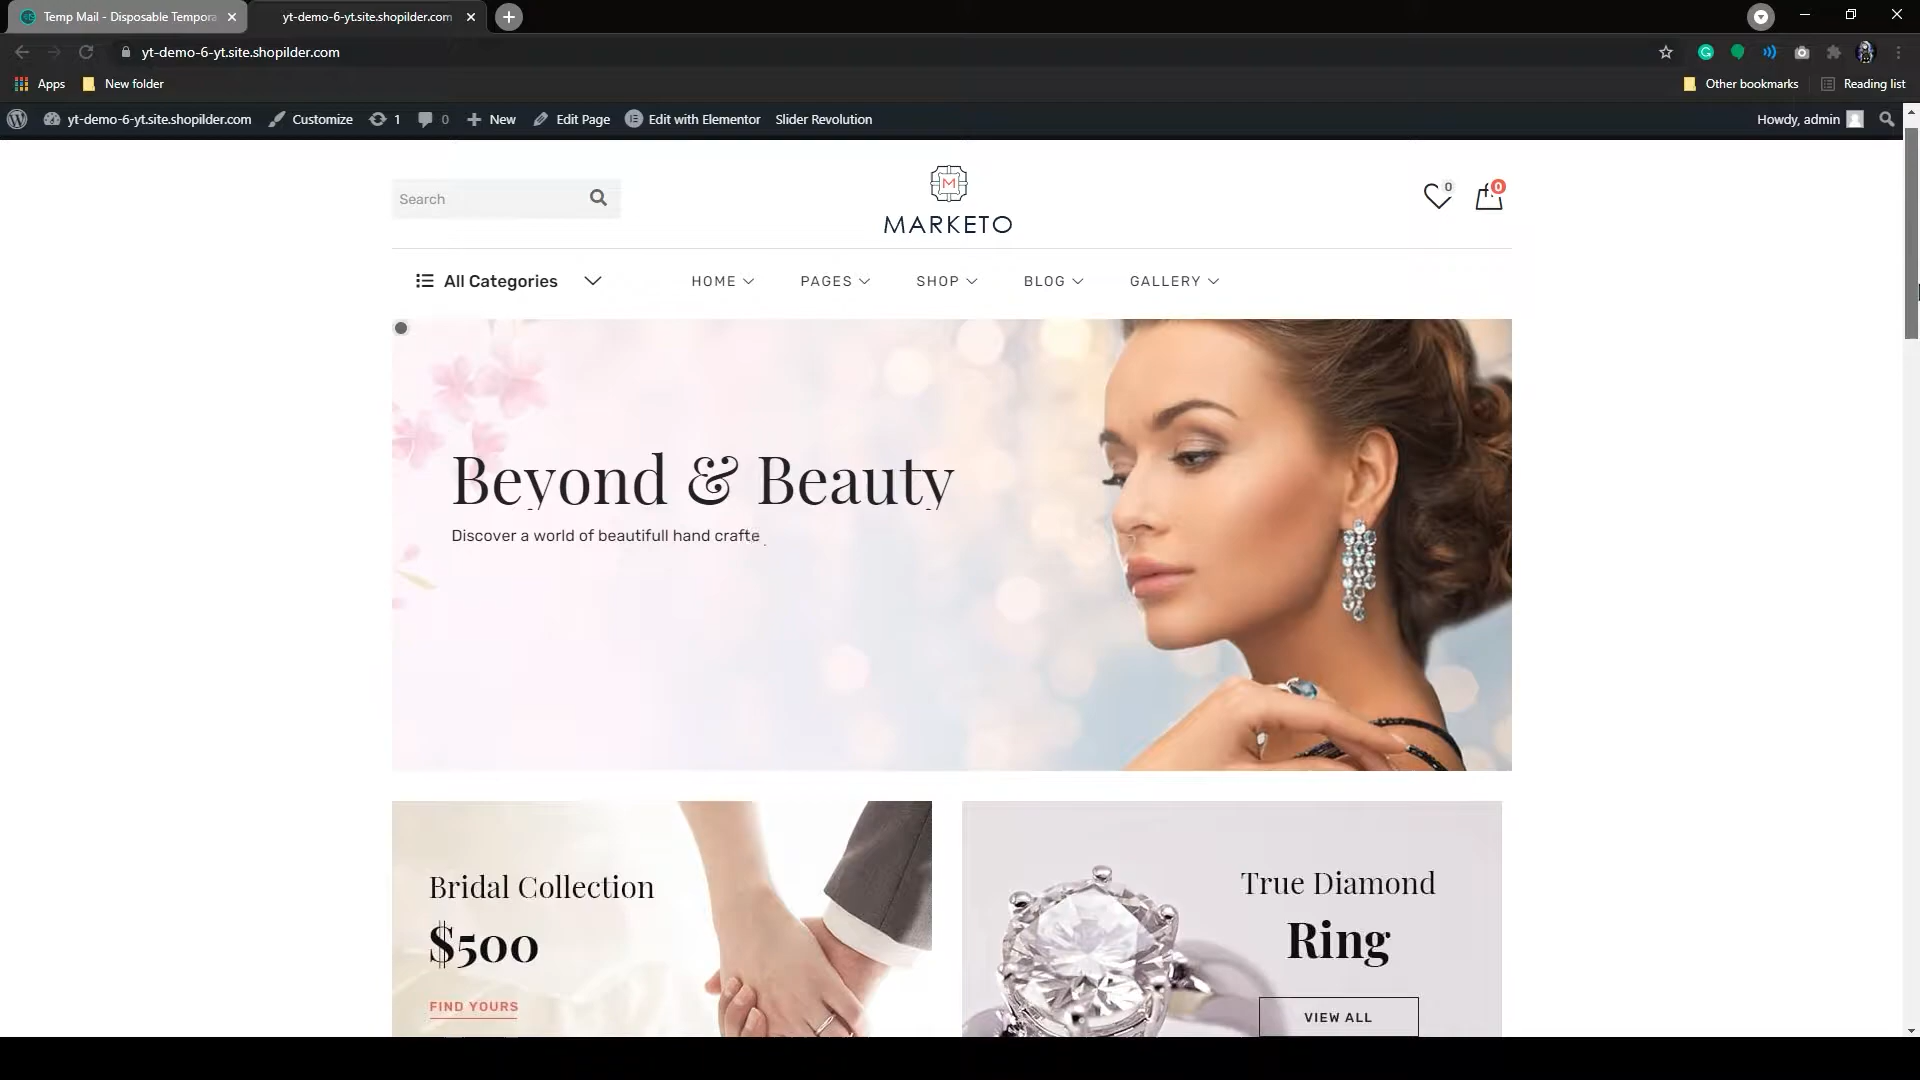 Temp Mail - Disposable Tempora
yt-demo-6-yt.site.shopilder.com
yt-demo-6-yt.site.shopilder.com
Apps
New folder
Other bookmarks
Reading list
yt-demo-6-yt.site.shopilder.com
Customize
1
0
New
Edit Page
Edit with Elementor
Slider Revolution
Howdy, admin
Search
M
MARKETO
0
0
All Categories
HOME
PAGES
SHOP
BLOG
GALLERY
Beyond & Beauty
Discover a world of beautifull hand crafte
Bridal Collection
$500
FIND YOURS
True Diamond
Ring
VIEW ALL